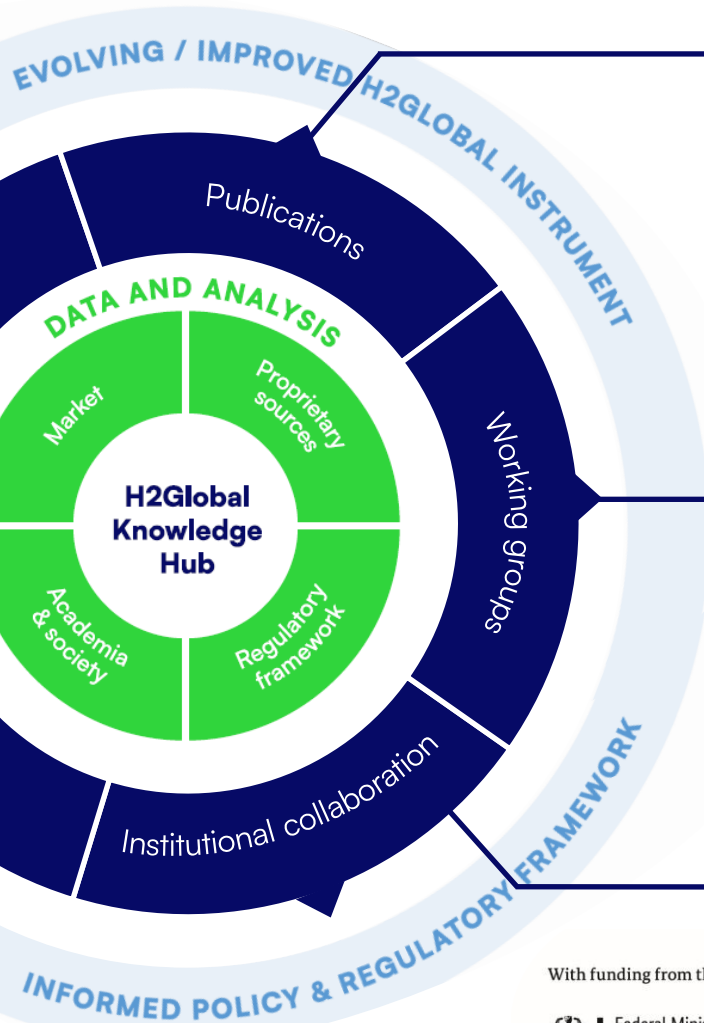 EVOLVING / IMPROVED H2GLOBAL INSTRUMENT
Publications
DATA AND ANALYSIS
Market
Proprietary
sources
H2Global
Knowledge
Hub
Working groups
Academia
& society
Regulatory
framework
Institutional collaboration
INFORMED POLICY & REGULATORY FRAMEWORK
With funding from
Federal